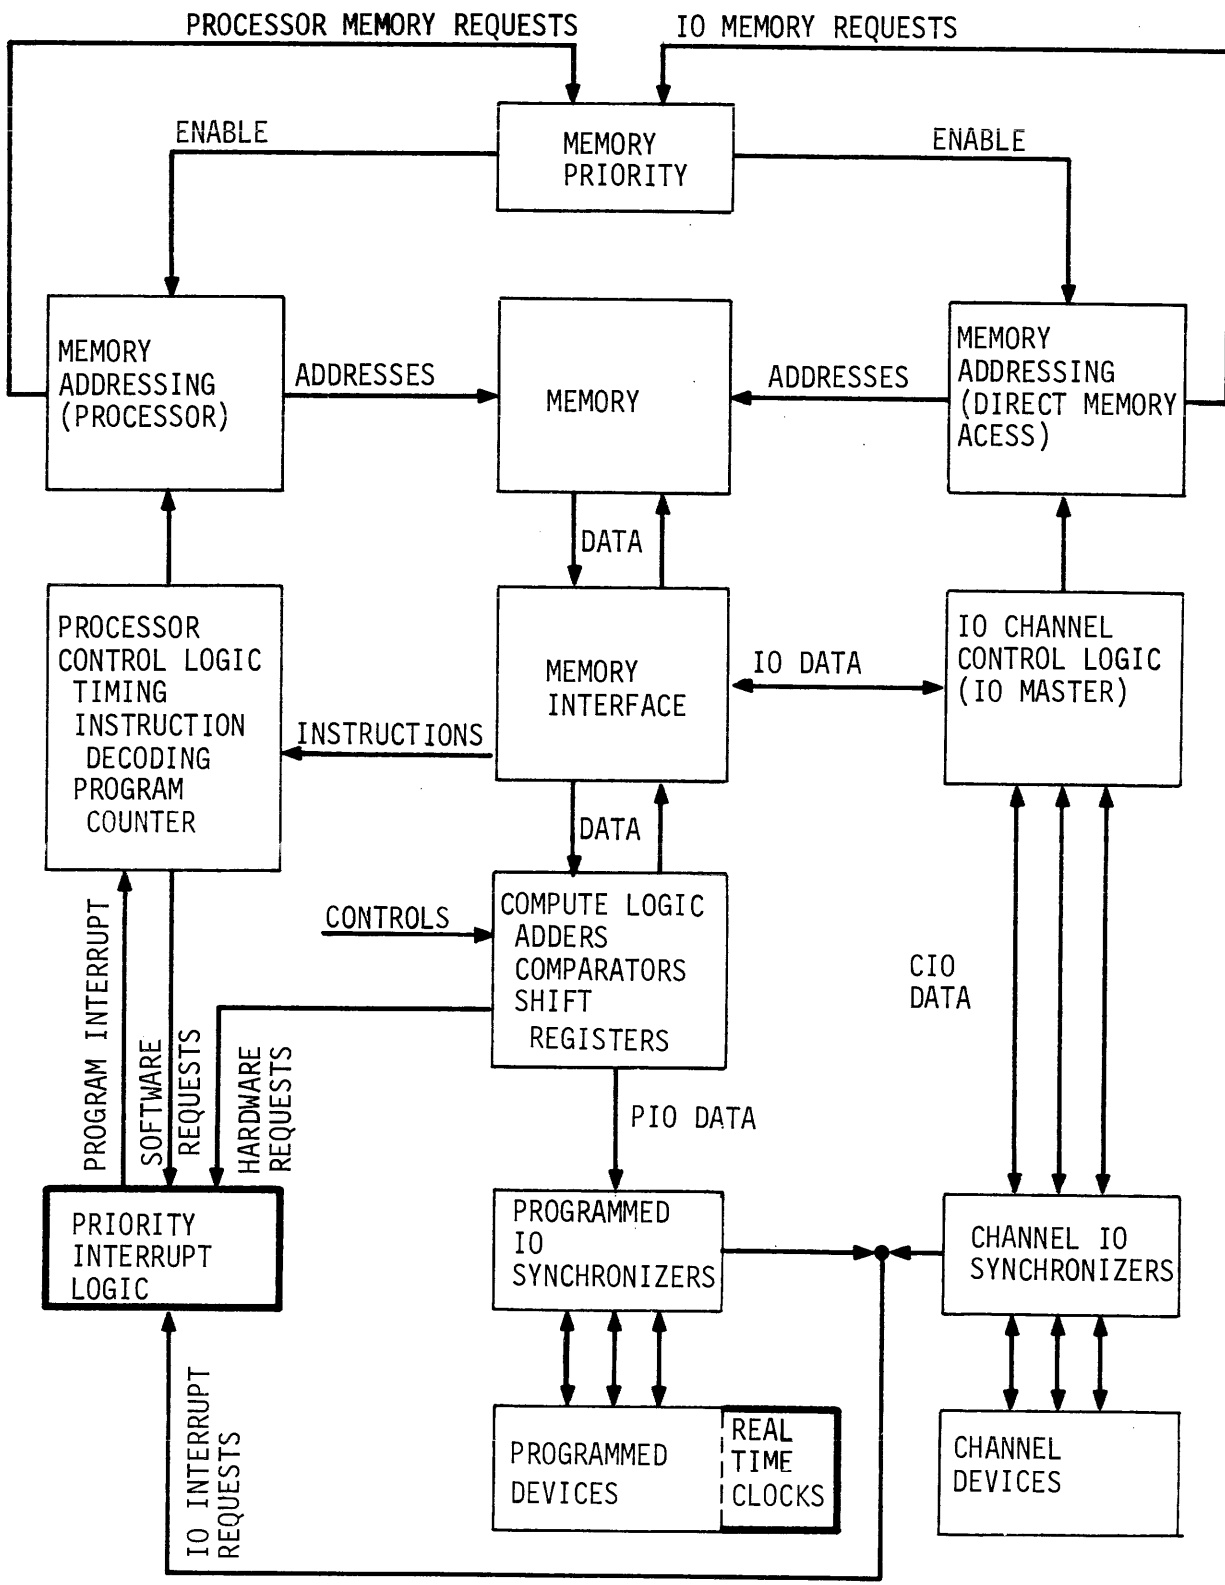 PROCESSOR MEMORY REQUESTS
IO MEMORY REQUESTS
ENABLE
MEMORY
PRIORITY
ENABLE
MEMORY
ADDRESSING
(PROCESSOR)
ADDRESSES
MEMORY
ADDRESSES
MEMORY
ADDRESSING
(DIRECT MEMORY
ACESS)
DATA
PROCESSOR
CONTROL LOGIC
TIMING
INSTRUCTION
DECODING
PROGRAM
COUNTER
INSTRUCTIONS
MEMORY
INTERFACE
IO DATA
IO CHANNEL
CONTROL LOGIC
(IO MASTER)
DATA
CONTROLS
COMPUTE LOGIC
ADDERS
COMPARATORS
SHIFT
REGISTERS
CIO
DATA
PROGRAM INTERRUPT
SOFTWARE
REQUESTS
HARDWARE
REQUESTS
PIO DATA
PRIORITY
INTERRUPT
LOGIC
PROGRAMMED
IO
SYNCHRONIZERS
CHANNEL IO
SYNCHRONIZERS
IO INTERRUPT
REQUESTS
PROGRAMMED
DEVICES
REAL
TIME
CLOCKS
CHANNEL
DEVICES